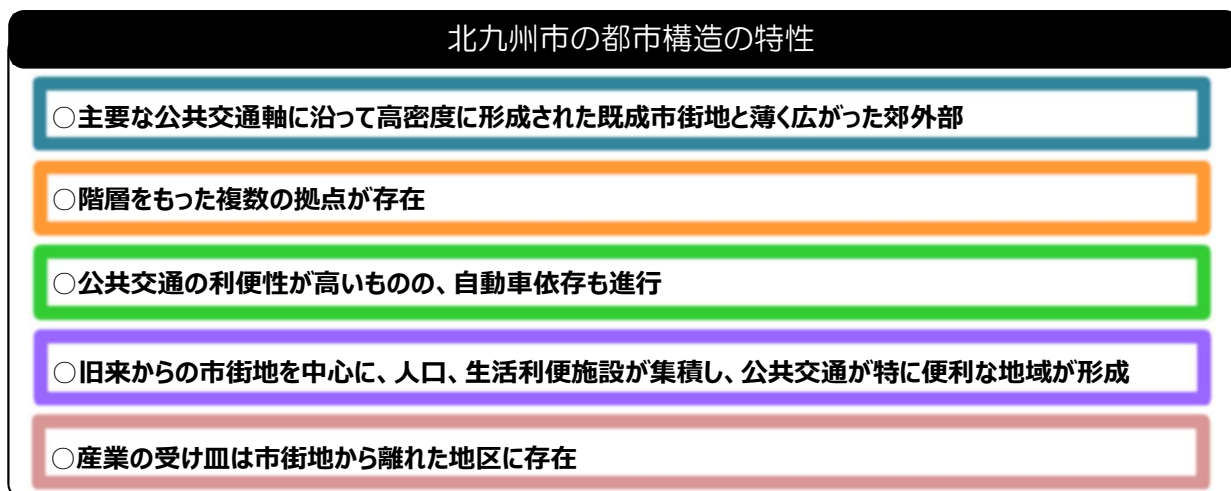 北九州市の都市構造の特性
○主要な公共交通軸に沿って高密度に形成された既成市街地と薄く広がった郊外部
○階層をもった複数の拠点が存在
○公共交通の利便性が高いものの、自動車依存も進行
○旧来からの市街地を中心に、人口、生活利便施設が集積し、公共交通が特に便利な地域が形成
○産業の受け皿は市街地から離れた地区に存在